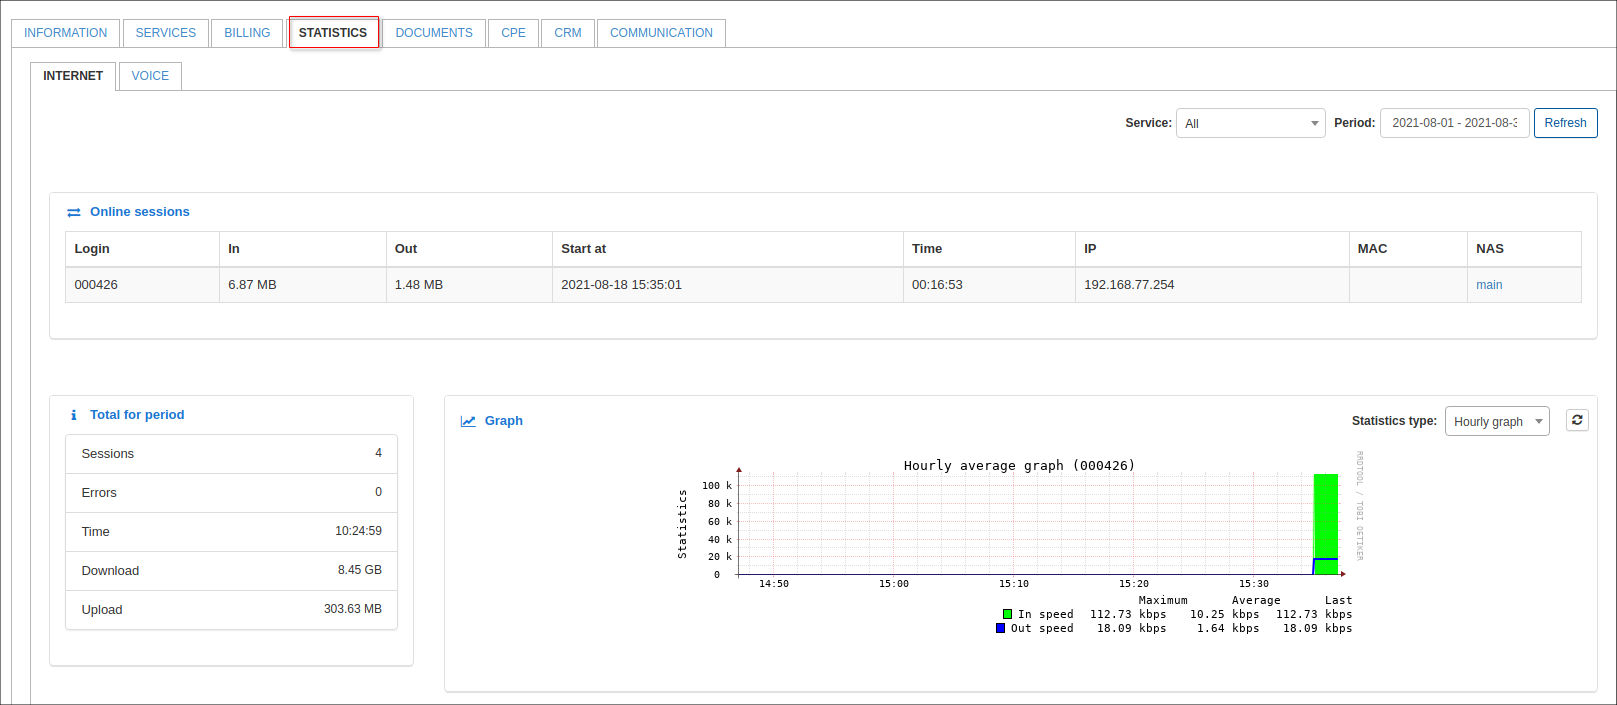 INFORMATION SERVICES BILLING STATISTICS DOCUMENTS CPE CRM COMMUNICATION
INTERNET VOICE
Service: All Period: 2021-08-01 - 2021-08-3 Refresh
Online sessions
Login In Out Start at Time IP MAC NAS
000426 6.87 MB 1.48 MB 2021-08-18 15:35:01 00:16:53 192.168.77.254 main
Total for period
Sessions 4
Errors 0
Time 10:24:59
Download 8.45 GB
Upload 303.63 MB
Graph
Statistics type: Hourly graph
Hourly average graph (000426)
Statistics
100 k
80 k
60 k
40 k
20 k
0
14:50 15:00 15:10 15:20 15:30
RRDTOOL / TOBI OETIKER
Maximum Average Last
In speed 112.73 kbps 10.25 kbps 112.73 kbps
Out speed 18.09 kbps 1.64 kbps 18.09 kbps